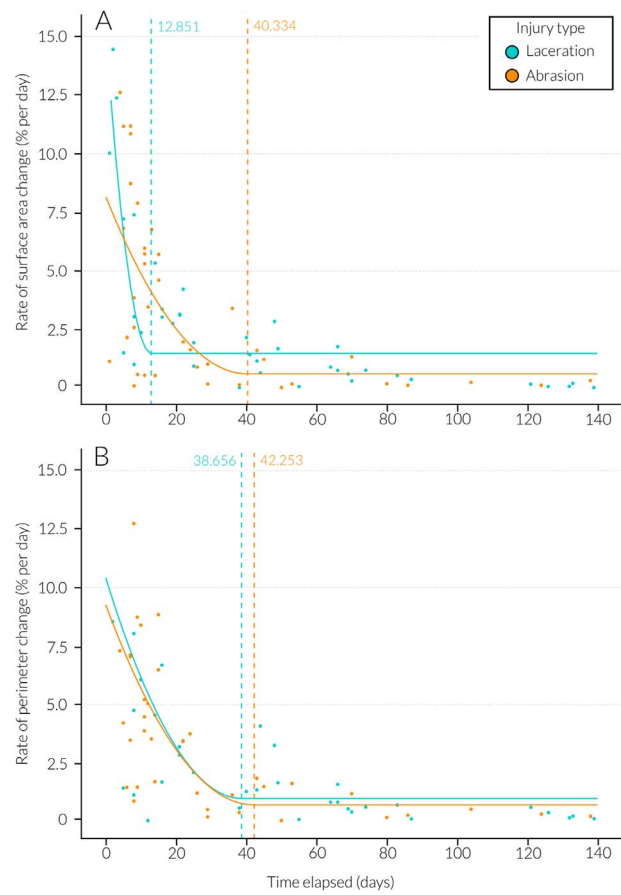 A
12.851
40.334
Injury type
Laceration
Abrasion
Rate of surface area change (% per day)
15.0
12.5
10.0
7.5
5.0
2.5
0
0 20 40 60 80 100 120 140
B
38.656
42.253
Rate of perimeter change (% per day)
15.0
12.5
10.0
7.5
5.0
2.5
0
0 20 40 60 80 100 120 140
Time elapsed (days)